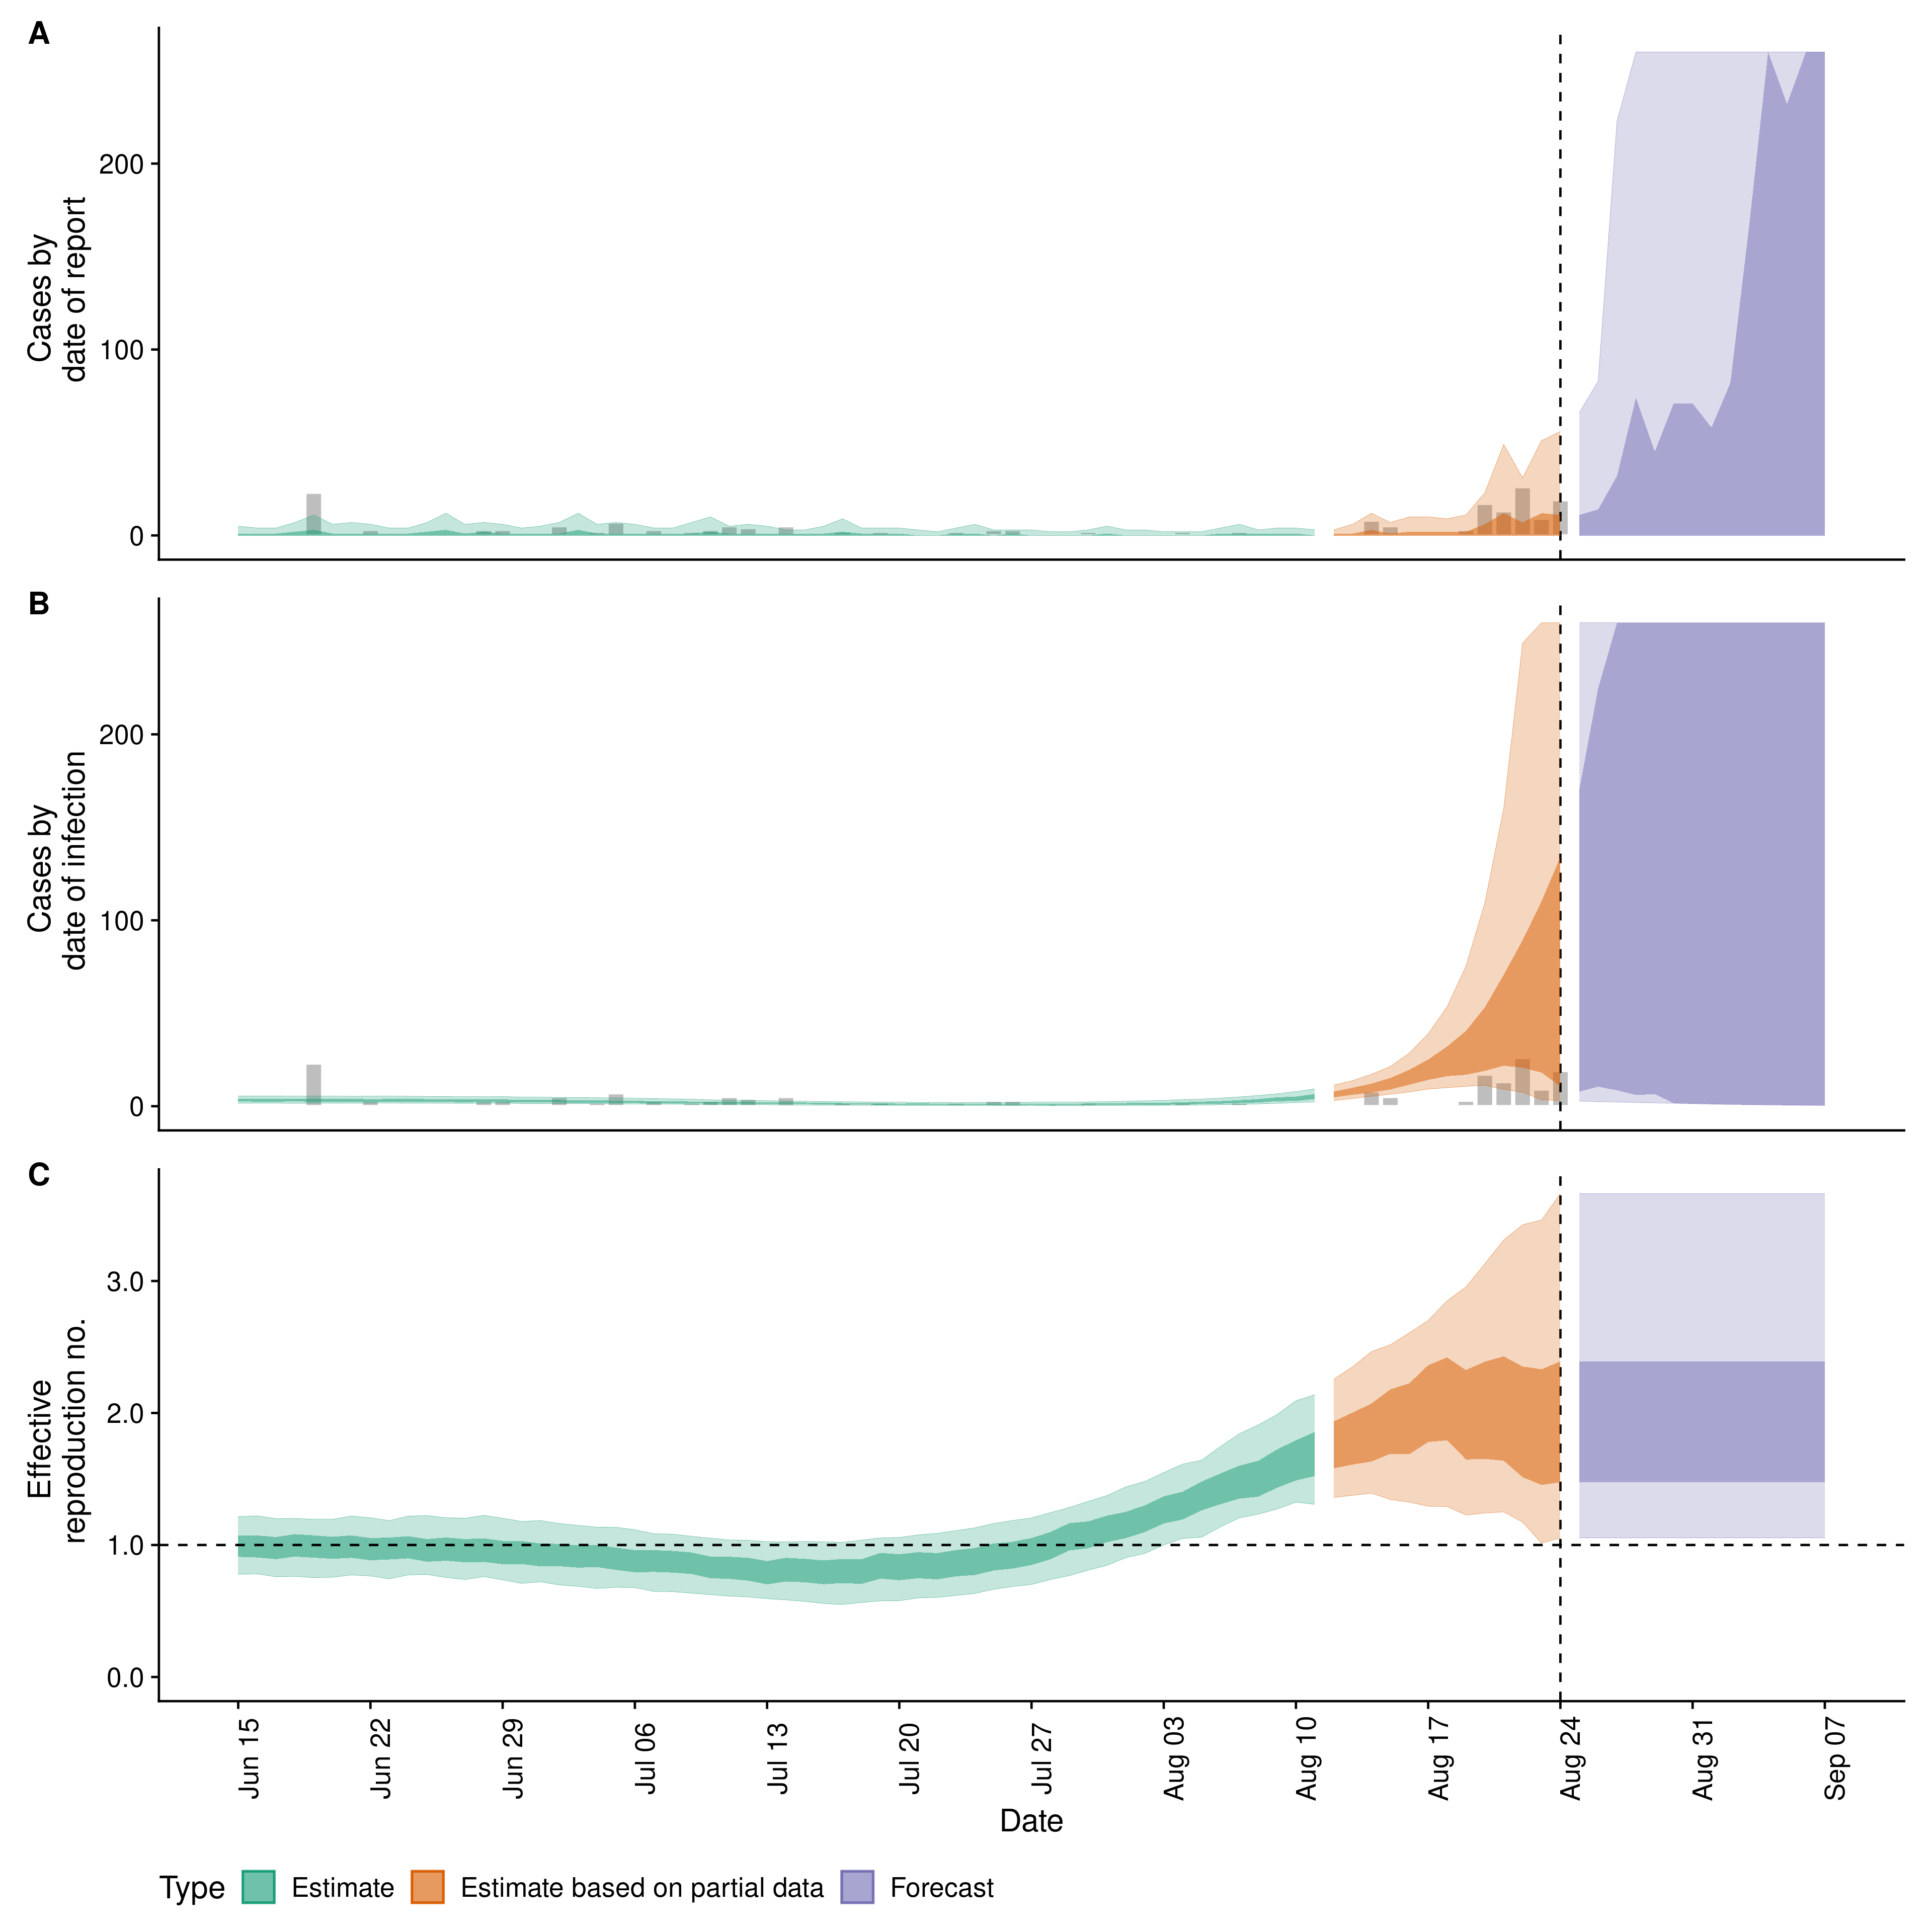 A
Cases by
date of report
200
100
0
B
Cases by
date of infection
200
100
0
C
Effective
reproduction no.
3.0
2.0
1.0
0.0
Jun 15
Jun 22
Jun 29
Jul 06
Jul 13
Jul 20
Jul 27
Aug 03
Aug 10
Aug 17
Aug 24
Aug 31
Sep 07
Date
Type Estimate Estimate based on partial data Forecast